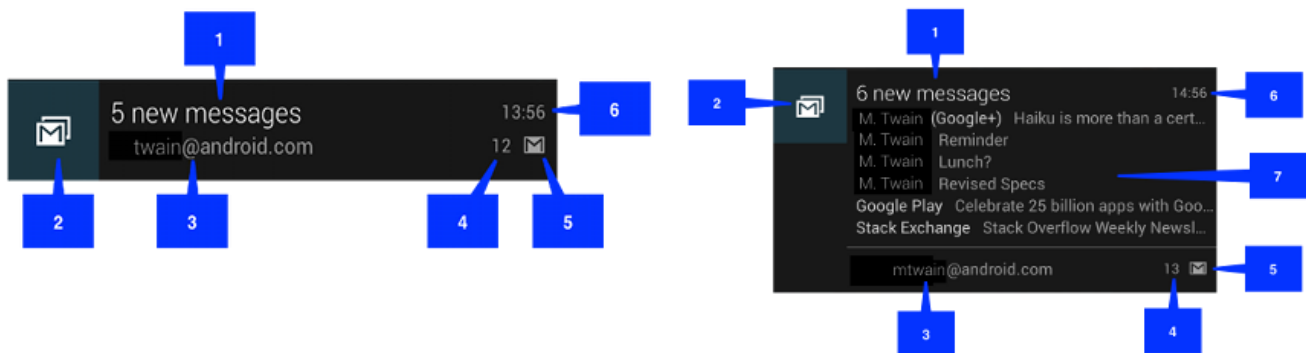 1
5 new messages
13:56
6
twain@android.com
12
2
3
4
5
1
2
6 new messages
14:56
6
M. Twain (Google+) Haiku is more than a cert...
M. Twain Reminder
M. Twain Lunch?
M. Twain Revised Specs
7
Google Play Celebrate 25 billion apps with Goo...
Stack Exchange Stack Overflow Weekly Newsl...
mtwain@android.com
13
5
3
4